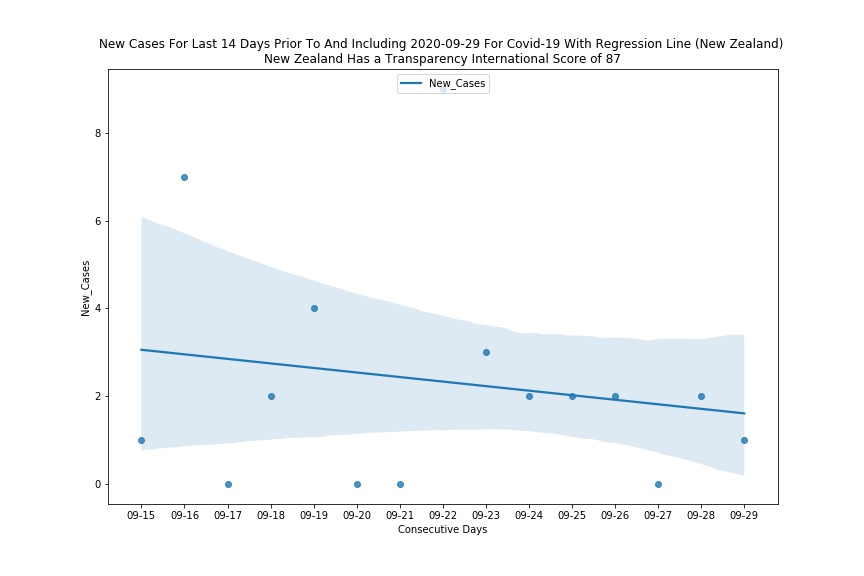 New Cases For Last 14 Days Prior To And Including 2020-09-29 For Covid-19 With Regression Line (New Zealand)
New Zealand Has a Transparency International Score of 87
New_Cases
8
6
4
2
0
New_Cases
09-15 09-16 09-17 09-18 09-19 09-20 09-21 09-22 09-23 09-24 09-25 09-26 09-27 09-28 09-29
Consecutive Days